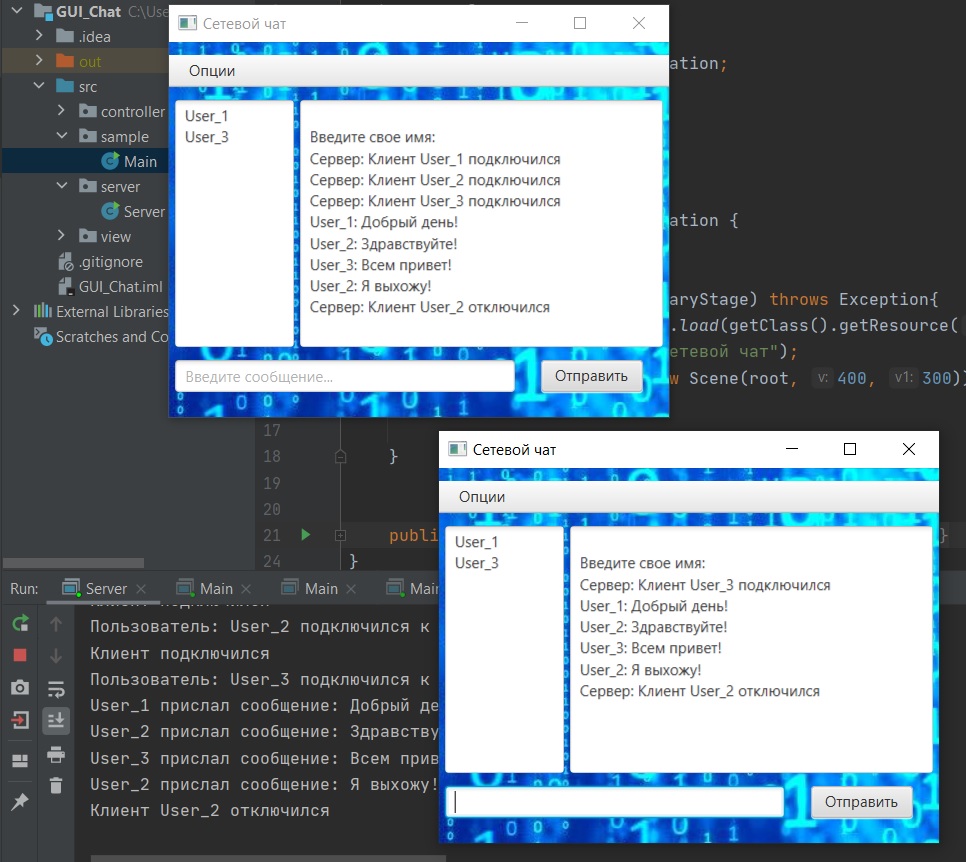 GUI_Chat C:\Use
.idea
out
src
controller
sample
Main
server
Server
view
.gitignore
GUI_Chat.iml
External Libraries
Scratches and Co
Сетевой чат
Опции
User_1
User_3
Введите свое имя:
Сервер: Клиент User_1 подключился
Сервер: Клиент User_2 подключился
Сервер: Клиент User_3 подключился
User_1: Добрый день!
User_2: Здравствуйте!
User_3: Всем привет!
User_2: Я выхожу!
Сервер: Клиент User_2 отключился
Введите сообщение...
Отправить
ation;
ation {
aryStage) throws Exception{
.load(getClass().getResource(
етевой чат");
w Scene(root, v: 400, v1: 300))
17
18 }
19
20
21 publi }
24 }
Сетевой чат
Опции
User_1
User_3
Введите свое имя:
Сервер: Клиент User_3 подключился
User_1: Добрый день!
User_2: Здравствуйте!
User_3: Всем привет!
User_2: Я выхожу!
Сервер: Клиент User_2 отключился
Отправить
Run: Server Main Main Main
Клиент подключился
Пользователь: User_2 подключился к
Клиент подключился
Пользователь: User_3 подключился к
User_1 прислал сообщение: Добрый де
User_2 прислал сообщение: Здравству
User_3 прислал сообщение: Всем прив
User_2 прислал сообщение: Я выхожу!
Клиент User_2 отключился